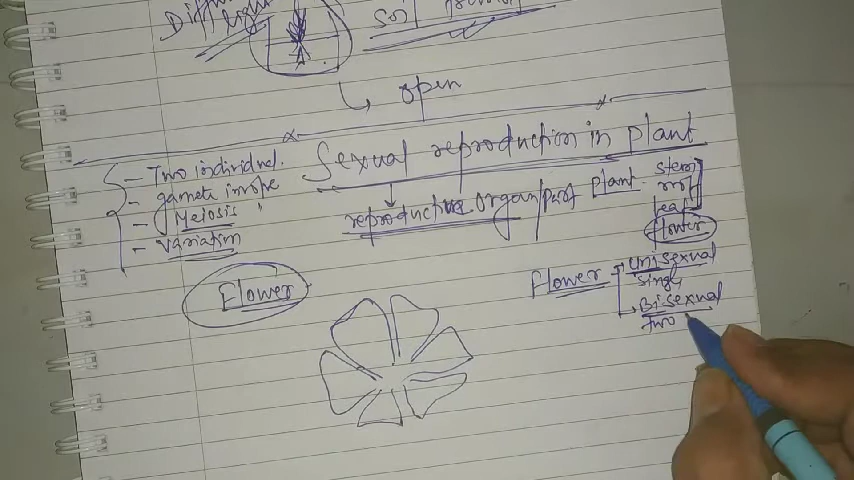 open
Sexual reproduction in plant
- Two individual.
- gamete
- Meiosis
- variation
reproductive organ/part
plant
stem
root
leaf
flower
Flower
flower
unisexual
single
Bisexual
two